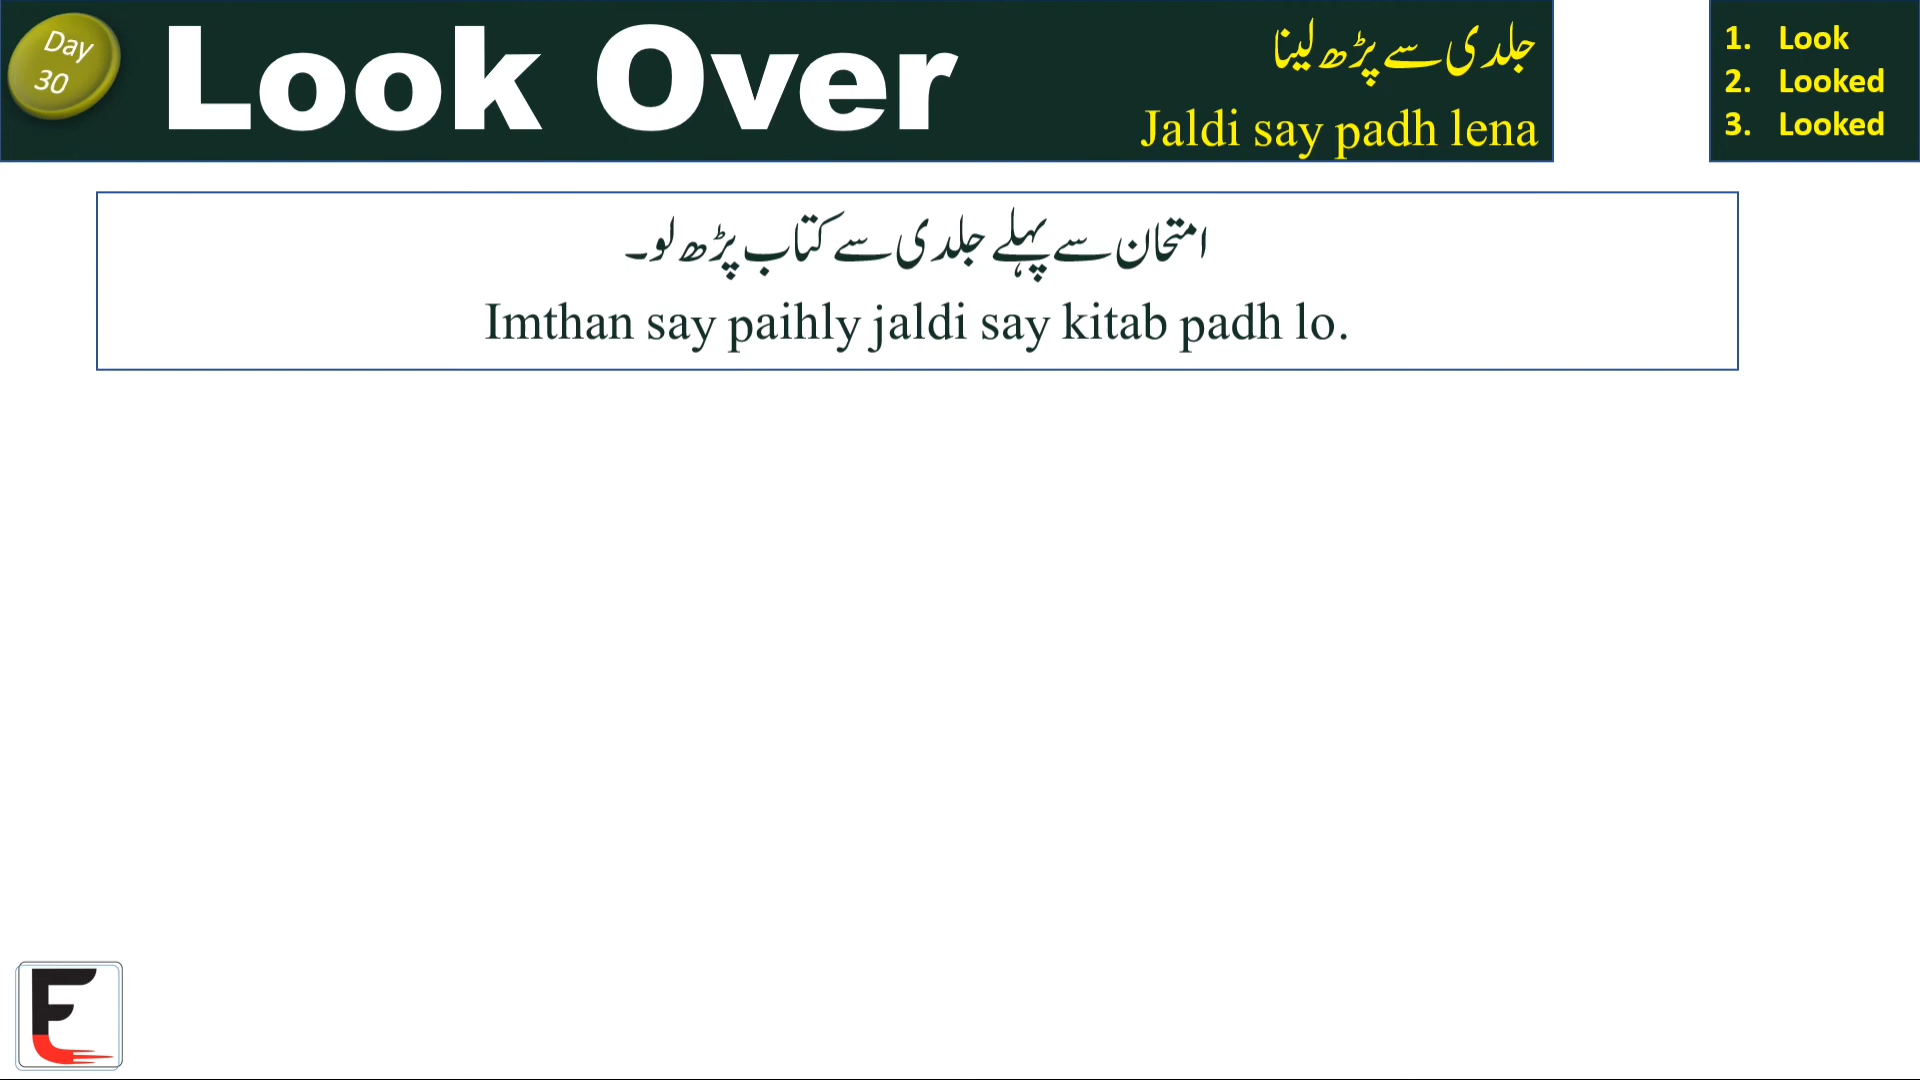 Day
30
Look Over
جلدی سے پڑھ لینا
Jaldi say padh lena
1. Look
2. Looked
3. Looked
امتحان سے پہلے جلدی سے کتاب پڑھ لو۔
Imthan say paihly jaldi say kitab padh lo.